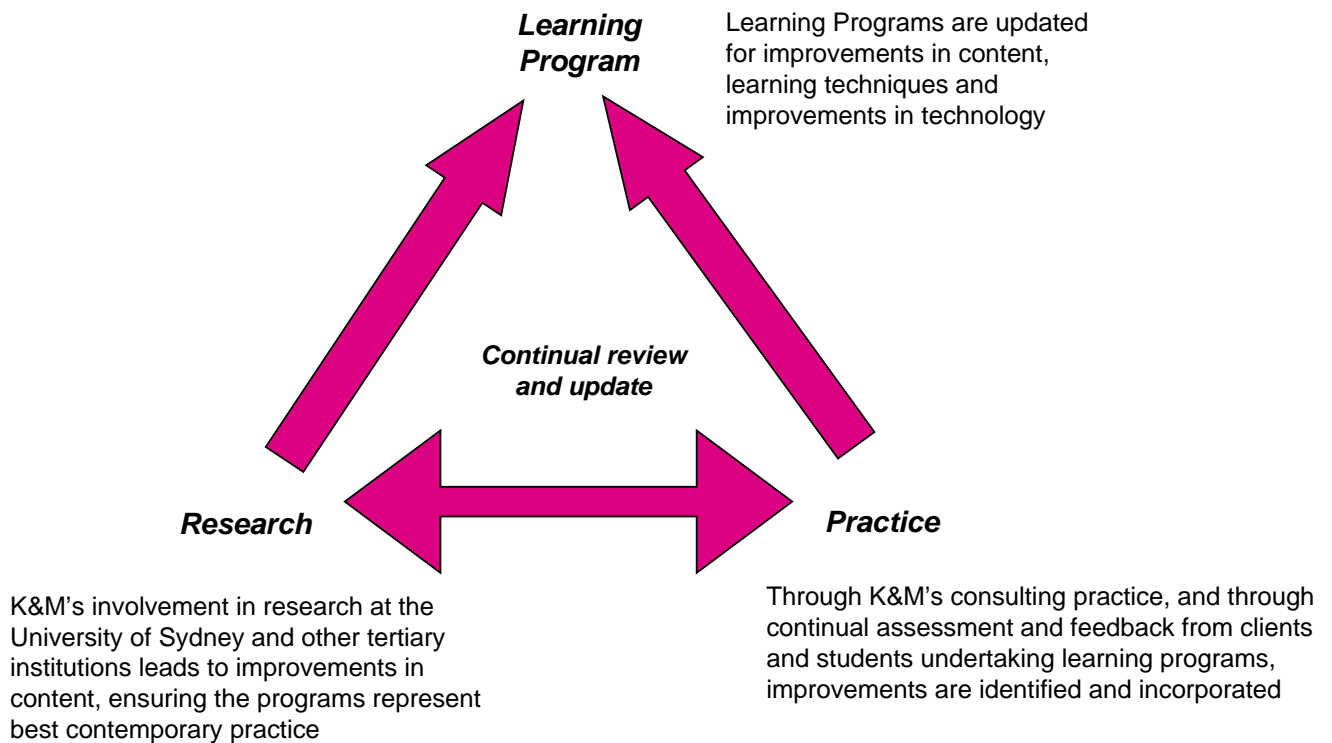 Learning
Program
Learning Programs are updated
for improvements in content,
learning techniques and
improvements in technology
Continual review
and update
Research
Practice
K&M's involvement in research at the
University of Sydney and other tertiary
institutions leads to improvements in
content, ensuring the programs represent
best contemporary practice
Through K&M's consulting practice, and through
continual assessment and feedback from clients
and students undertaking learning programs,
improvements are identified and incorporated